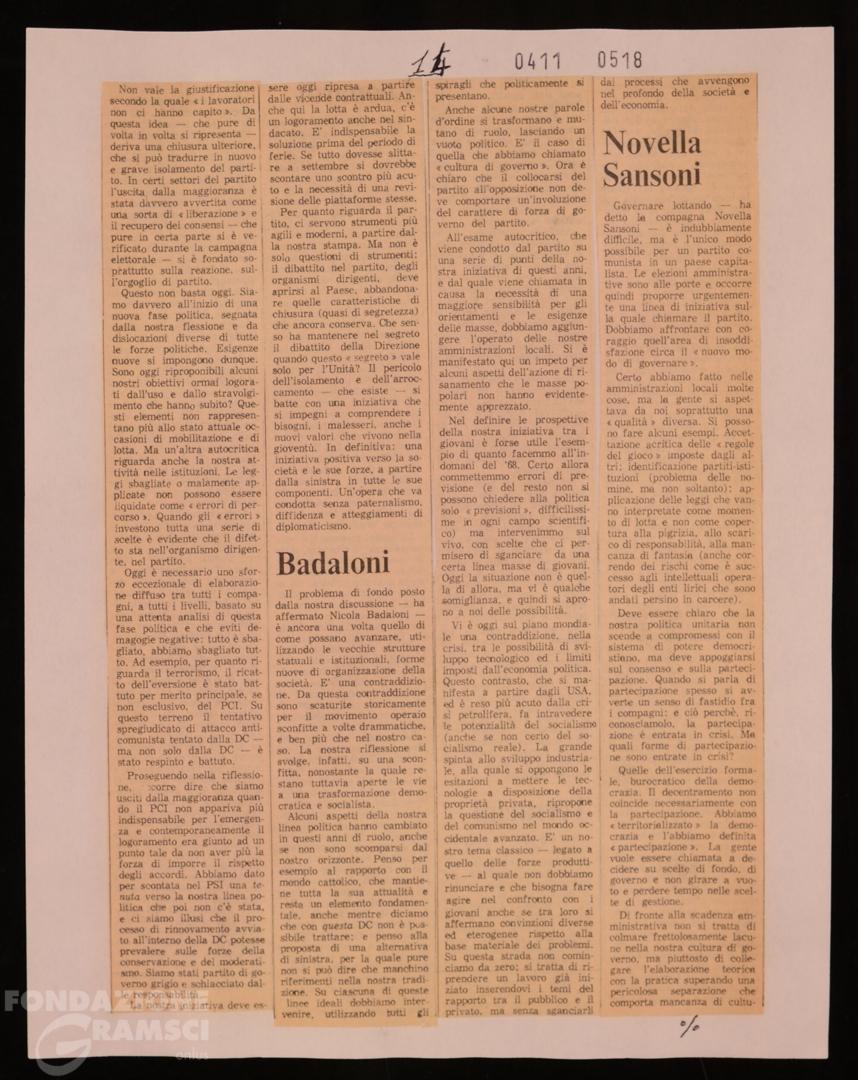 14 0411 0518
Non vale la giustificazione
secondo la quale « i lavoratori
non ci hanno capito ». Da
questa idea — che pure di
volta in volta si ripresenta —
deriva una chiusura ulteriore,
che si può tradurre in nuovo
e grave isolamento del parti-
to. In certi settori del partito
l'uscita dalla maggioranza è
stata davvero avvertita come
una sorta di « liberazione » e
il recupero dei consensi — che
pure in certa parte si è ve-
rificato durante la campagna
elettorale — si è fondato so-
prattutto sulla reazione, sul-
l'orgoglio di partito.
Questo non basta oggi. Sia-
mo davvero all'inizio di una
nuova fase politica, segnata
dalla nostra flessione e da
dislocazioni diverse di tutte
le forze politiche. Esigenze
nuove si impongono dunque.
Sono oggi riproponibili alcuni
nostri obiettivi ormai logora-
ti dall'uso e dallo stravolgi-
mento che hanno subito? Que-
sti elementi non rappresen-
tano più allo stato attuale oc-
casioni di mobilitazione e di
lotta. Ma un'altra autocritica
riguarda anche la nostra at-
tività nelle istituzioni. Le leg-
gi sbagliate o malamente ap-
plicate non possono essere
liquidate come « errori di per-
corso ». Quando gli « errori »
investono tutta una serie di
scelte è evidente che il difet-
to sta nell'organismo dirigen-
te, nel partito.
Oggi è necessario uno sfor-
zo eccezionale di elaborazio-
ne diffuso tra tutti i compa-
gni, a tutti i livelli, basato su
una attenta analisi di questa
fase politica e che eviti de-
magogie negative: tutto è sba-
gliato, abbiamo sbagliato tut-
to. Ad esempio, per quanto ri-
guarda il terrorismo, il ricat-
to dell'eversione è stato bat-
tuto per merito principale, se
non esclusivo, del PCI. Su
questo terreno il tentativo
spregiudicato di attacco anti-
comunista tentato dalla DC —
ma non solo dalla DC — è
stato respinto e battuto.
Proseguendo nella riflessio-
ne, occorre dire che siamo
usciti dalla maggioranza quan-
do il PCI non appariva più
indispensabile per l'emergen-
za e contemporaneamente il
logoramento era giunto ad un
punto tale da non aver più la
forza di imporre il rispetto
degli accordi. Abbiamo dato
per scontata nel PSI una te-
nuta verso la nostra linea po-
litica che poi non c'è stata,
e ci siamo illusi che il pro-
cesso di rinnovamento avvia-
to all'interno della DC potesse
prevalere sulle forze della
conservazione e del moderati-
smo. Siamo stati partito di go-
verno grigio e schiacciato dal-
le responsabilità.
La nostra iniziativa deve es-
sere oggi ripresa a partire
dalle vicende contrattuali. An-
che qui la lotta è ardua, c'è
un logoramento anche nel sin-
dacato. E' indispensabile la
soluzione prima del periodo di
ferie. Se tutto dovesse slitta-
re a settembre si dovrebbe
scontare uno scontro più acu-
to e la necessità di una revi-
sione delle piattaforme stesse.
Per quanto riguarda il par-
tito, ci servono strumenti più
agili e moderni, a partire dal-
la nostra stampa. Ma non è
solo questioni di strumenti:
il dibattito nel partito, degli
organismi dirigenti, deve
aprirsi al Paese, abbandona-
re quelle caratteristiche di
chiusura (quasi di segretezza)
che ancora conserva. Che sen-
so ha mantenere nel segreto
il dibattito della Direzione
quando questo « segreto » vale
solo per l'Unità? Il pericolo
dell'isolamento e dell'arroc-
camento — che esiste — si
batte con una iniziativa che
si impegni a comprendere i
bisogni, i malesseri, anche i
nuovi valori che vivono nella
gioventù. In definitiva: una
iniziativa positiva verso la so-
cietà e le sue forze, a partire
dalla sinistra in tutte le sue
componenti. Un'opera che va
condotta senza paternalismo,
diffidenza e atteggiamenti di
diplomaticismo.
Badaloni
Il problema di fondo posto
dalla nostra discussione — ha
affermato Nicola Badaloni —
è ancora una volta quello di
come possano avanzare, uti-
lizzando le vecchie strutture
statuali e istituzionali, forme
nuove di organizzazione della
società. E' una contraddizio-
ne. Da questa contraddizione
sono scaturite storicamente
per il movimento operaio
sconfitte a volte drammatiche,
e ben più che nel nostro ca-
so. La nostra riflessione si
svolge, infatti, su una scon-
fitta, nonostante la quale re-
stano tuttavia aperte le vie
a una trasformazione demo-
cratica e socialista.
Alcuni aspetti della nostra
linea politica hanno cambiato
in questi anni di ruolo, anche
se non sono scomparsi dal
nostro orizzonte. Penso per
esempio al rapporto con il
mondo cattolico, che mantie-
ne tutta la sua attualità e
resta un elemento fondamen-
tale, anche mentre diciamo
che con questa DC non è pos-
sibile trattare; e penso alla
proposta di una alternativa
di sinistra, per la quale pure
non si può dire che manchino
riferimenti nella nostra tradi-
zione. Su ciascuna di queste
linee ideali dobbiamo inter-
venire, utilizzando tutti gli
spiragli che politicamente si
presentano.
Anche alcune nostre parole
d'ordine si trasformano e mu-
tano di ruolo, lasciando un
vuoto politico. E' il caso di
quella che abbiamo chiamato
« cultura di governo ». Ora è
chiaro che il collocarsi del
partito all'opposizione non de-
ve comportare un'involuzione
del carattere di forza di go-
verno del partito.
All'esame autocritico, che
viene condotto dal partito su
una serie di punti della no-
stra iniziativa di questi anni,
e dal quale viene chiamata in
causa la necessità di una
maggiore sensibilità per gli
orientamenti e le esigenze
delle masse, dobbiamo aggiun-
gere l'operato delle nostre
amministrazioni locali. Si è
manifestato qui un impeto per
alcuni aspetti dell'azione di ri-
sanamento che le masse po-
polari non hanno evidente-
mente apprezzato.
Nel definire le prospettive
della nostra iniziativa tra i
giovani è forse utile l'esem-
pio di quanto facemmo all'in-
domani del '68. Certo allora
commettemmo errori di pre-
visione (e del resto non si
possono chiedere alla politica
solo « previsioni », difficilissi-
me in ogni campo scientifi-
co) ma intervenimmo sul
vivo, con scelte che ci per-
misero di sganciare da una
certa linea masse di giovani.
Oggi la situazione non è quel-
la di allora, ma vi è qualche
somiglianza, e quindi si apro-
no a noi delle possibilità.
Vi è oggi sul piano mondia-
le una contraddizione, nella
crisi, tra le possibilità di svi-
luppo tecnologico ed i limiti
imposti dall'economia politica.
Questo contrasto, che si ma-
nifesta a partire dagli USA,
ed è reso più acuto dalla cri-
si petrolifera, fa intravedere
le potenzialità del socialismo
(anche se non certo del so-
cialismo reale). La grande
spinta allo sviluppo industria-
le, alla quale si oppongono le
esitazioni a mettere le tec-
nologie a disposizione della
proprietà privata, ripropone
la questione del socialismo e
del comunismo nel mondo oc-
cidentale avanzato. E' un no-
stro tema classico — legato a
quello delle forze produtti-
ve — al quale non dobbiamo
rinunciare e che bisogna fare
agire nel confronto con i
giovani anche se tra loro si
affermano convinzioni diverse
ed eterogenee rispetto alla
base materiale dei problemi.
Su questa strada non comin-
ciamo da zero; si tratta di ri-
prendere un lavoro già ini-
ziato inserendovi i temi del
rapporto tra il pubblico e il
privato, ma senza sganciarli
dai processi che avvengono
nel profondo della società e
dell'economia.
Novella
Sansoni
Governare lottando — ha
detto la compagna Novella
Sansoni — è indubbiamente
difficile, ma è l'unico modo
possibile per un partito co-
munista in un paese capita-
lista. Le elezioni amministra-
tive sono alle porte e occorre
quindi proporre urgentemen-
te una linea di iniziativa sul-
la quale chiamare il partito.
Dobbiamo affrontare con co-
raggio quell'area di insoddi-
sfazione circa il « nuovo mo-
do di governare ».
Certo abbiamo fatto nelle
amministrazioni locali molte
cose, ma la gente si aspet-
tava da noi soprattutto una
« qualità » diversa. Si posso-
no fare alcuni esempi. Accet-
tazione acritica delle « regole
del gioco » imposte dagli al-
tri; identificazione partiti-isti-
tuzioni (problema delle no-
mine, ma non soltanto); ap-
plicazione delle leggi che van-
no interpretate come momen-
to di lotta e non come coper-
tura alla pigrizia, allo scari-
co di responsabilità, alla man-
canza di fantasia (anche cor-
rendo dei rischi come è suc-
cesso agli intellettuali opera-
tori degli enti lirici che sono
andati persino in carcere).
Deve essere chiaro che la
nostra politica unitaria non
scende a compromessi con il
sistema di potere democri-
stiano, ma deve appoggiarsi
sul consenso e sulla parteci-
pazione. Quando si parla di
partecipazione spesso si av-
verte un senso di fastidio fra
i compagni: e ciò perchè, ri-
conosciamolo, la partecipa-
zione è entrata in crisi. Ma
quali forme di partecipazio-
ne sono entrate in crisi?
Quelle dell'esercizio forma-
le, burocratico della demo-
crazia. Il decentramento non
coincide necessariamente con
la partecipazione. Abbiamo
« territorializzato » la demo-
crazia e l'abbiamo definita
« partecipazione ». La gente
vuole essere chiamata a de-
cidere su scelte di fondo, di
governo e non girare a vuo-
to e perdere tempo nelle scel-
te di gestione.
Di fronte alla scadenza am-
ministrativa non si tratta di
colmare frettolosamente lacu-
ne nella nostra cultura di go-
verno, ma piuttosto di colle-
gare l'elaborazione teorica
con la pratica superando una
pericolosa separazione che
comporta mancanza di cultu-
%
FONDAZIONE
GRAMSCI
onlus